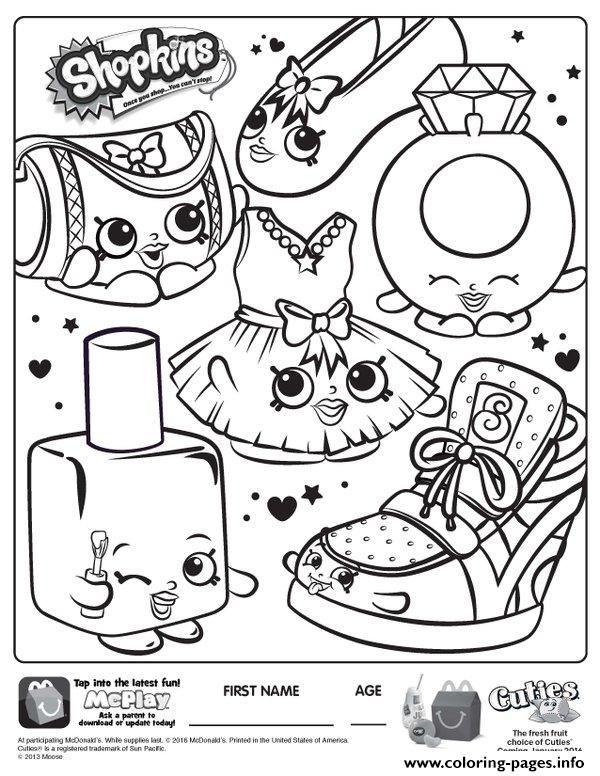 Shopkins
Once you shop...You can't stop!
S
Tap into the latest fun!
McPlay
Ask a parent to
download or update today!
FIRST NAME
AGE
Cuties
The fresh fruit
choice of Cuties'
Coming January 2016
At participating McDonald's. While supplies last. © 2016 McDonald's. Printed in the United States of America.
Cuties® is a registered trademark of Sun Pacific.
© 2013 Moose
www.coloring-pages.info